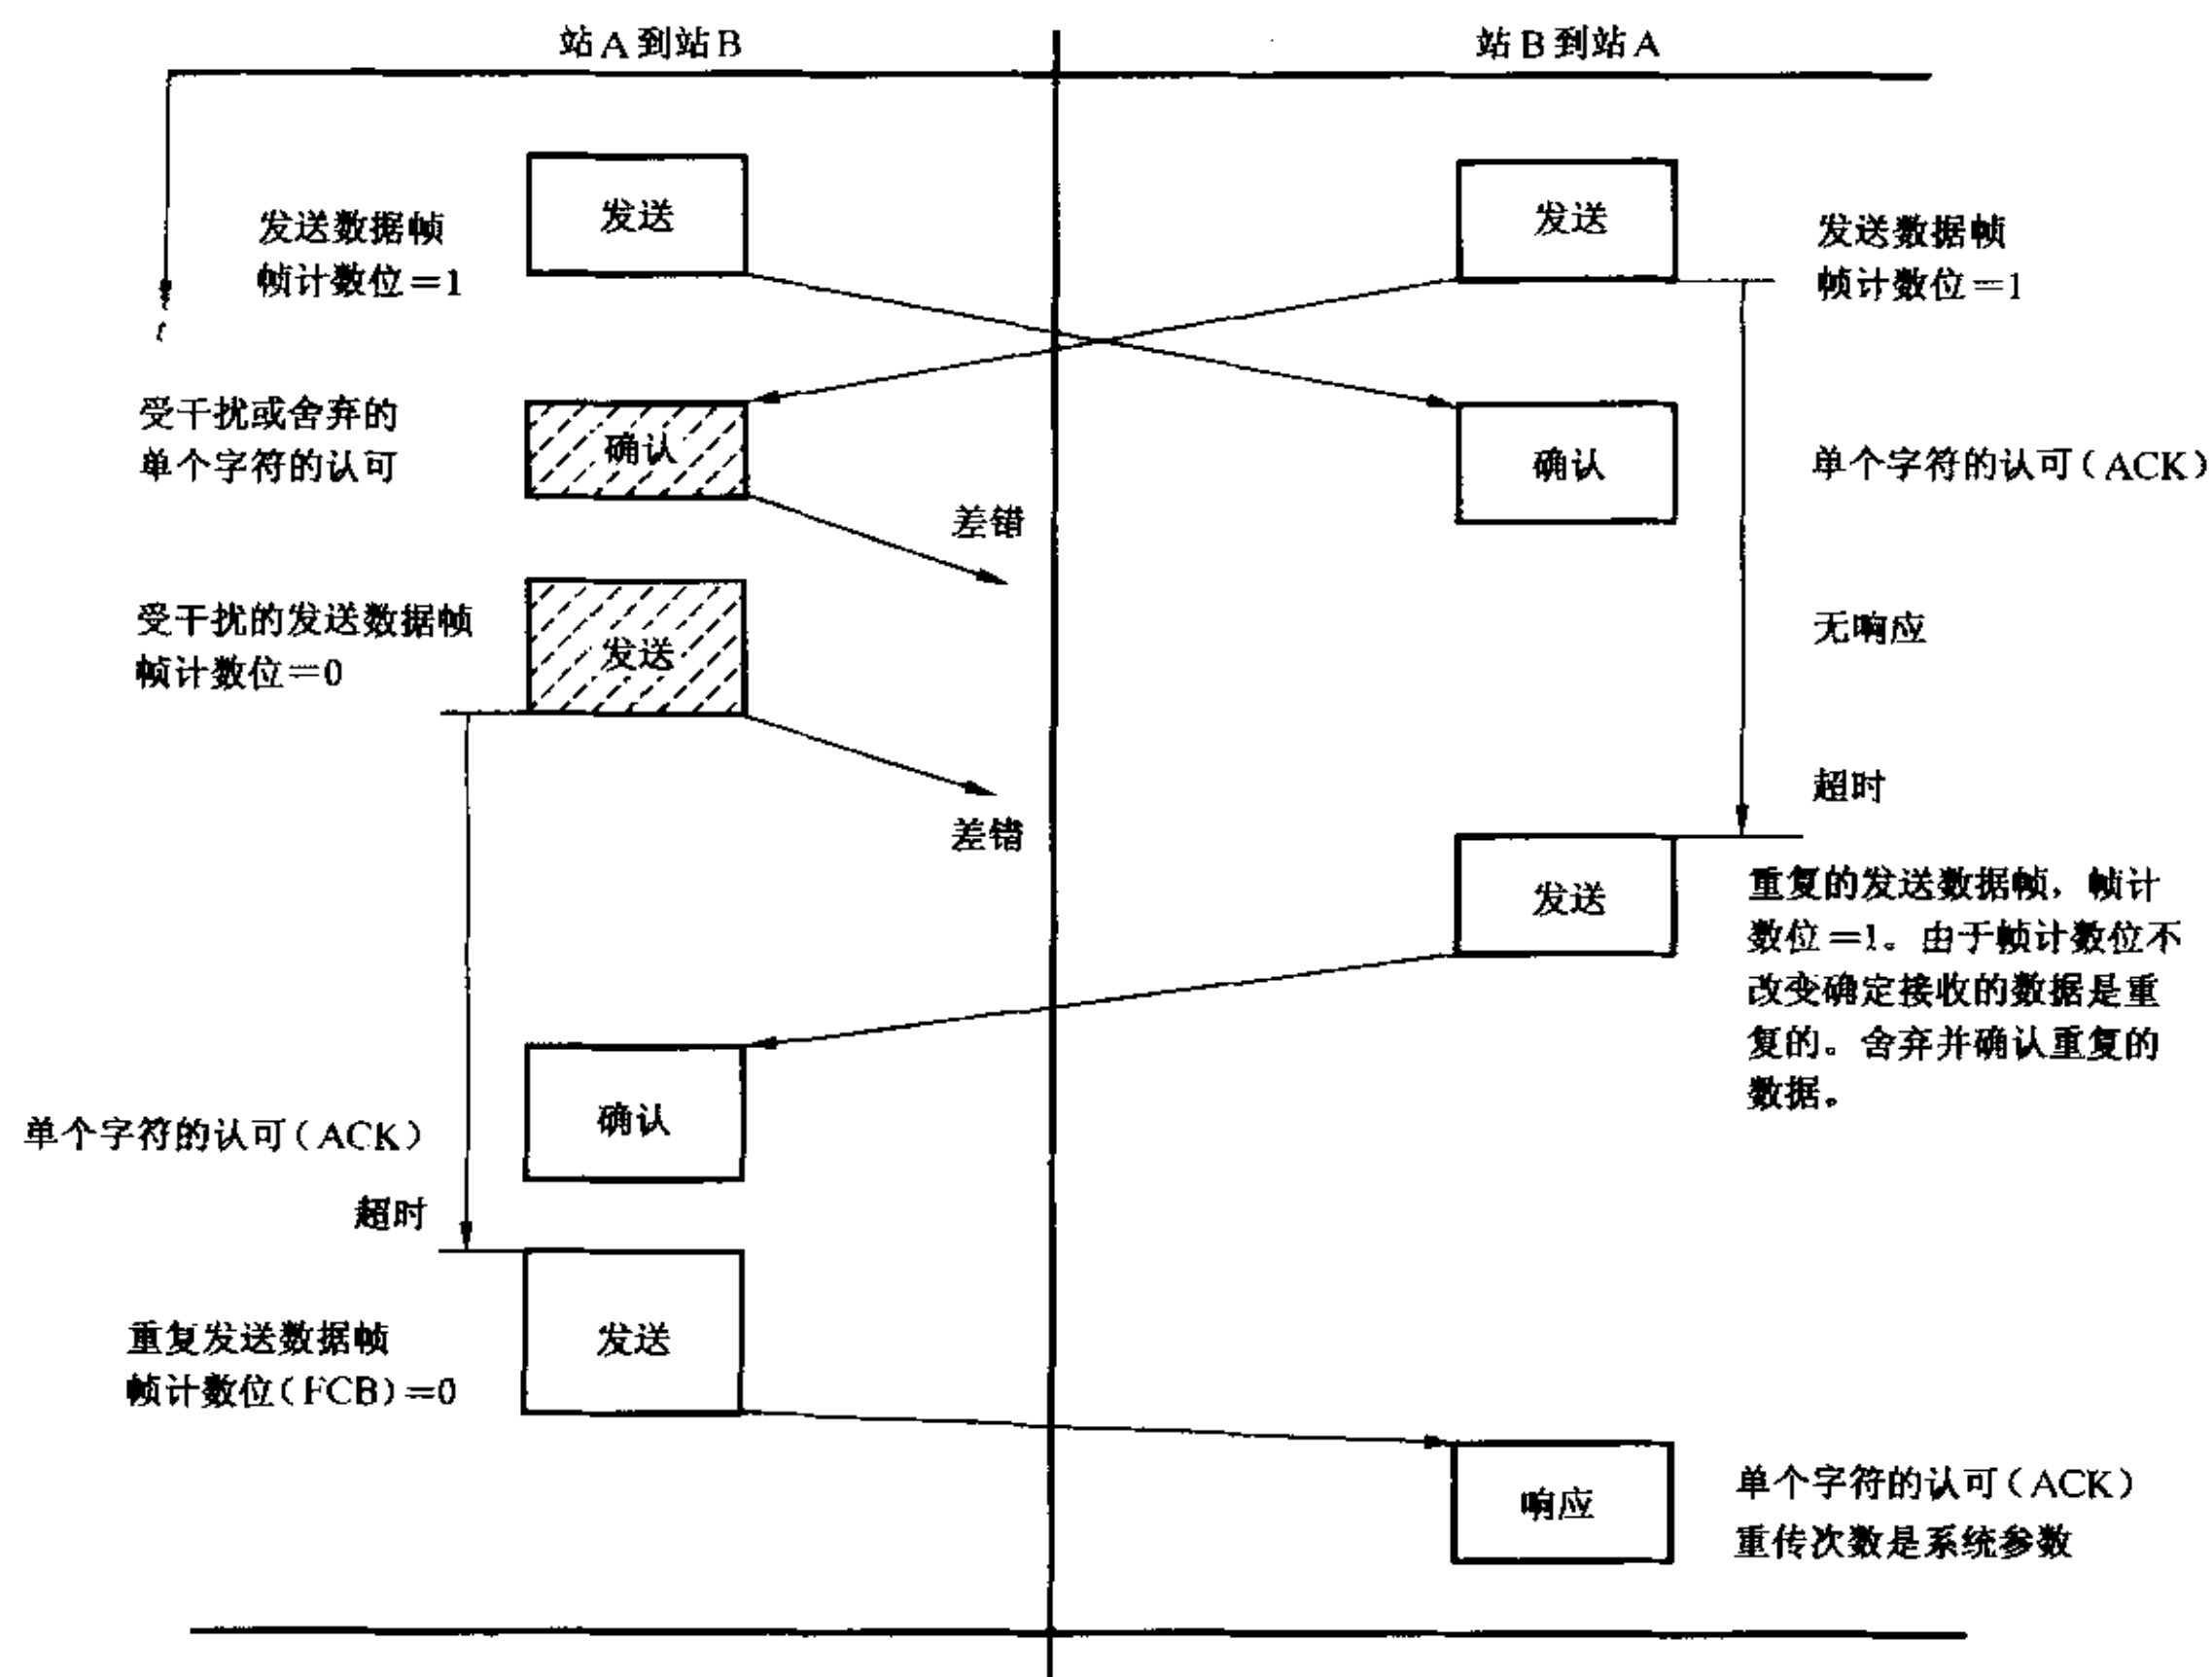 站A到站B
站B到站A
发送
发送
发送数据帧
帧计数位=1
发送数据帧
帧计数位=1
t
受干扰或舍弃的
单个字符的认可
确认
确认
单个字符的认可(ACK)
差错
受干扰的发送数据帧
帧计数位=0
发送
无响应
差错
超时
发送
重复的发送数据帧，帧计
数位=1。由于帧计数位不
改变确定接收的数据是重
复的。舍弃并确认重复的
数据。
单个字符的认可(ACK)
确认
超时
重复发送数据帧
帧计数位(FCB)=0
发送
响应
单个字符的认可(ACK)
重传次数是系统参数